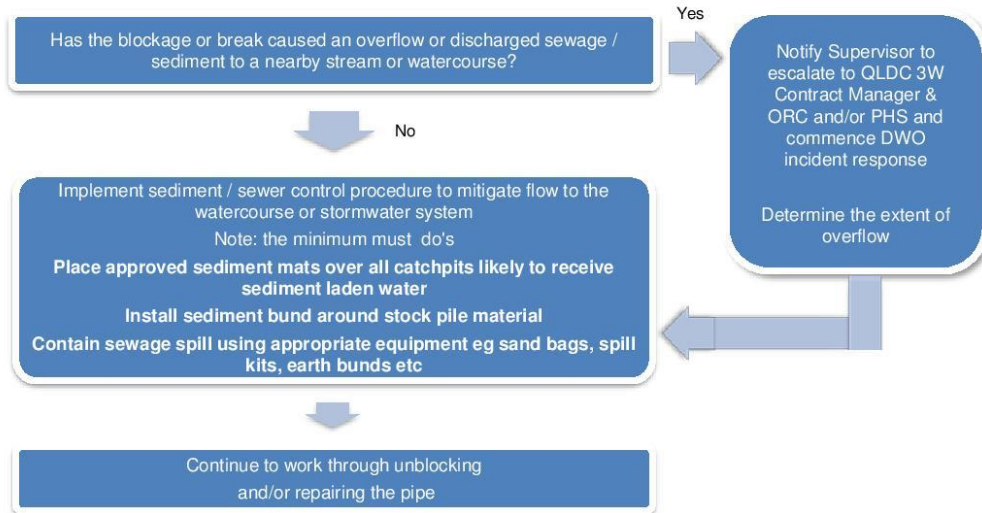 Has the blockage or break caused an overflow or discharged sewage /
sediment to a nearby stream or watercourse?
Yes
Notify Supervisor to
escalate to QLDC 3W
Contract Manager &
ORC and/or PHS and
commence DWO
incident response
Determine the extent of
overflow
No
Implement sediment / sewer control procedure to mitigate flow to the
watercourse or stormwater system
Note: the minimum must do's
Place approved sediment mats over all catchpits likely to receive
sediment laden water
Install sediment bund around stock pile material
Contain sewage spill using appropriate equipment eg sand bags, spill
kits, earth bunds etc
Continue to work through unblocking
and/or repairing the pipe